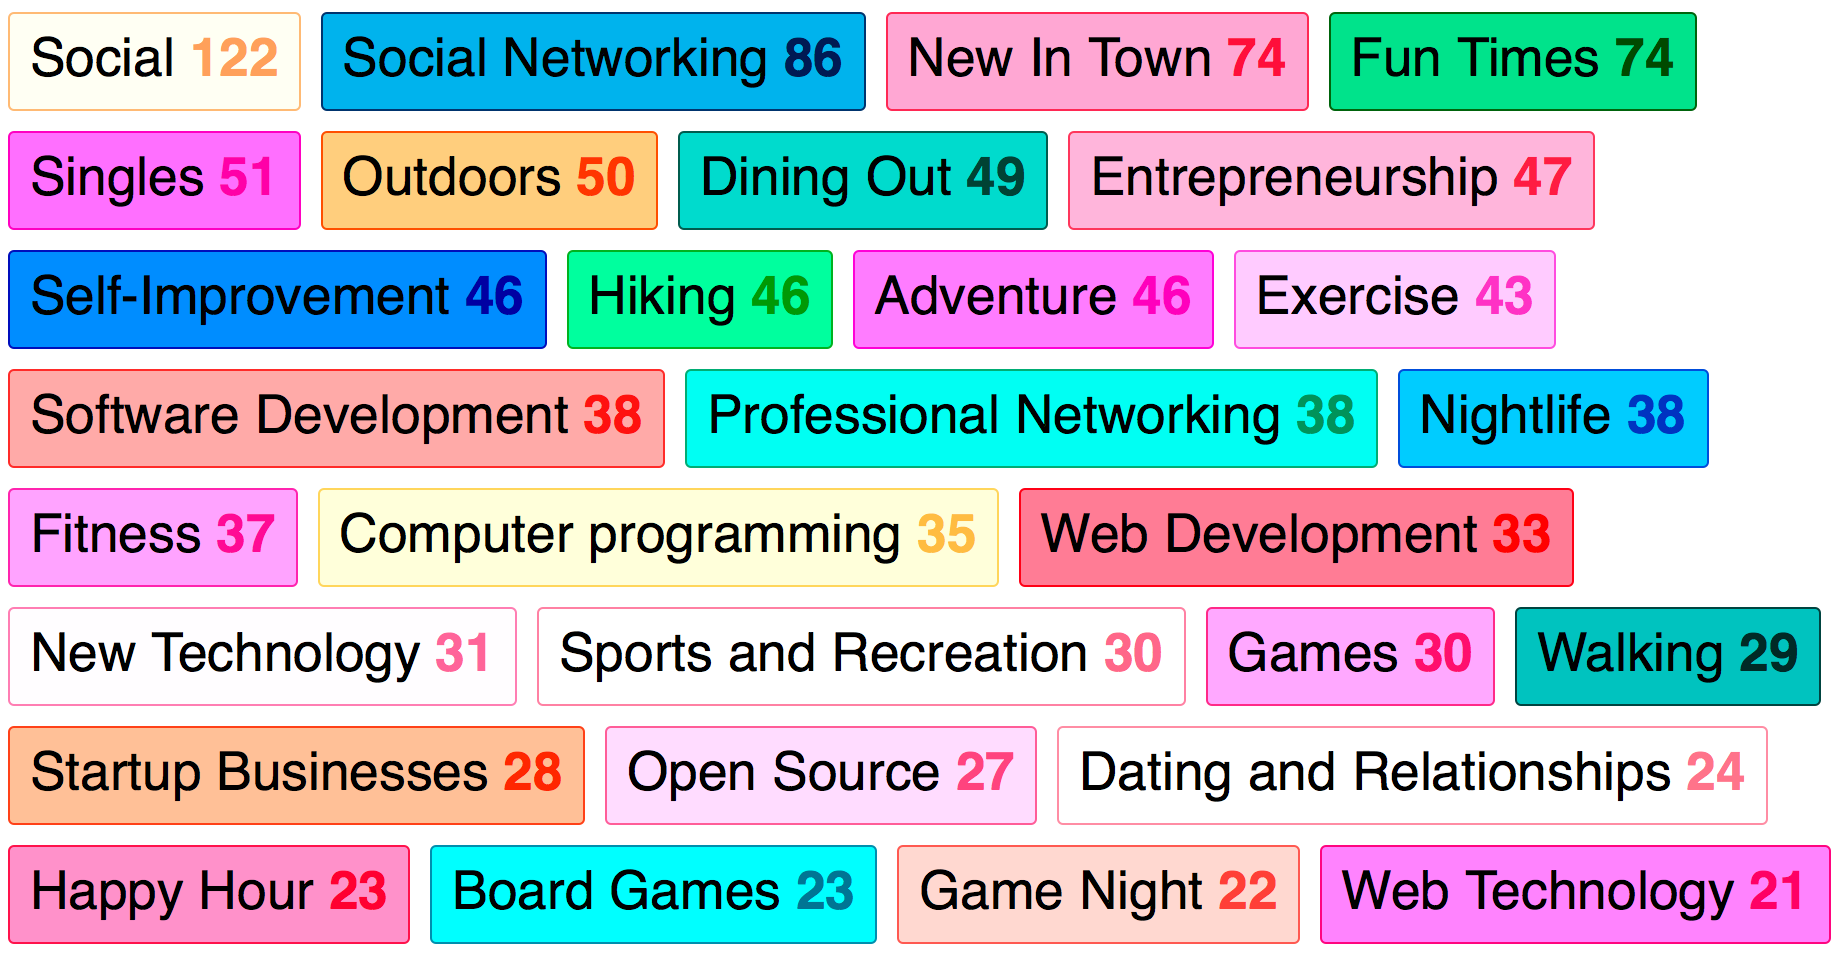 Social 122 Social Networking 86 New In Town 74 Fun Times 74
Singles 51 Outdoors 50 Dining Out 49 Entrepreneurship 47
Self-Improvement 46 Hiking 46 Adventure 46 Exercise 43
Software Development 38 Professional Networking 38 Nightlife 38
Fitness 37 Computer programming 35 Web Development 33
New Technology 31 Sports and Recreation 30 Games 30 Walking 29
Startup Businesses 28 Open Source 27 Dating and Relationships 24
Happy Hour 23 Board Games 23 Game Night 22 Web Technology 21